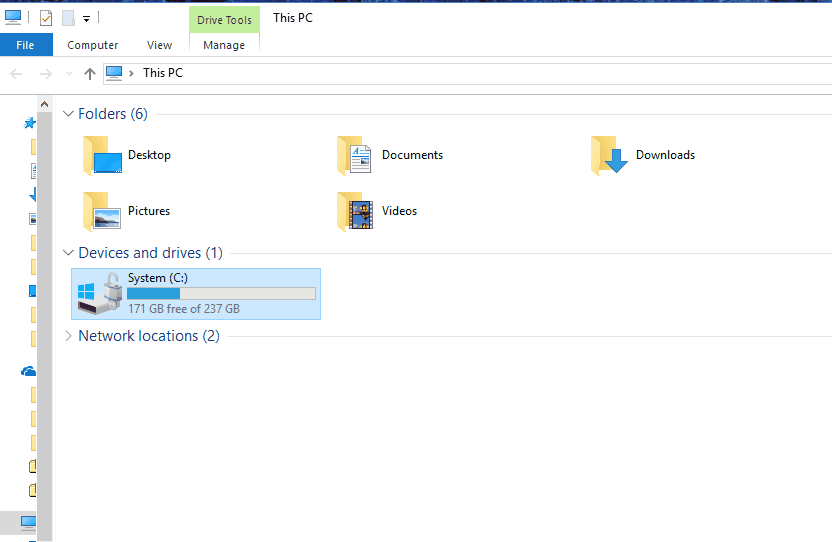 Drive Tools
This PC
File
Computer
View
Manage
This PC
Folders (6)
Desktop
Documents
Downloads
Pictures
Videos
Devices and drives (1)
System (C:)
171 GB free of 237 GB
Network locations (2)